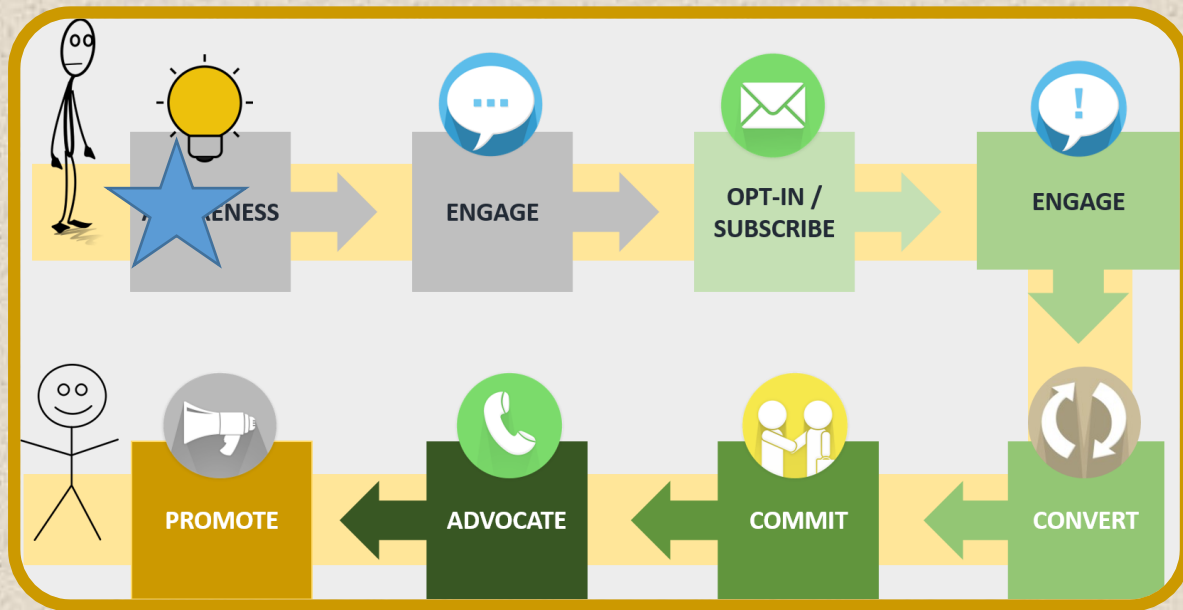 ENGAGE
OPT-IN /
SUBSCRIBE
ENGAGE
PROMOTE
ADVOCATE
COMMIT
CONVERT